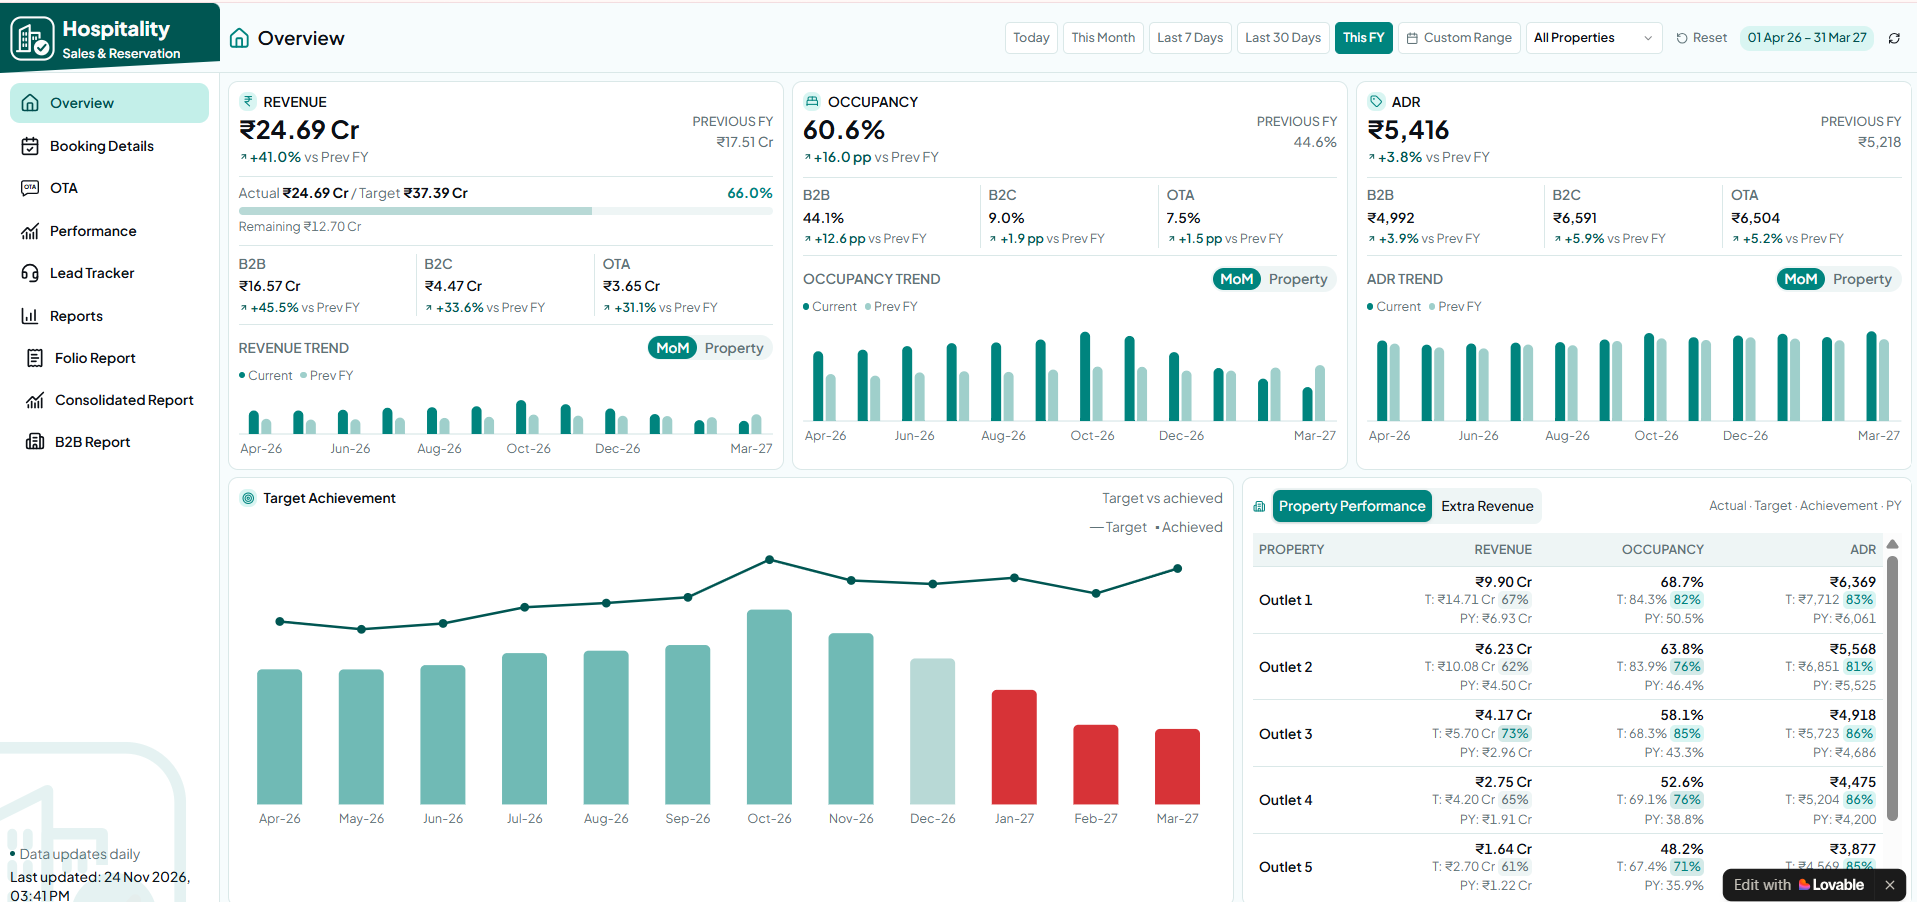 Hospitality
Sales & Reservation
Overview
Today
This Month
Last 7 Days
Last 30 Days
This FY
Custom Range
All Properties
Reset
01 Apr 26 – 31 Mar 27
Overview
Booking Details
OTA
OTA
Performance
Lead Tracker
Reports
Folio Report
Consolidated Report
B2B Report
• Data updates daily
Last updated: 24 Nov 2026,
03:41 PM
₹ REVENUE
₹24.69 Cr
PREVIOUS FY
₹17.51 Cr
+41.0% vs Prev FY
Actual ₹24.69 Cr / Target ₹37.39 Cr
66.0%
Remaining ₹12.70 Cr
B2B
₹16.57 Cr
+45.5% vs Prev FY
B2C
₹4.47 Cr
+33.6% vs Prev FY
OTA
₹3.65 Cr
+31.1% vs Prev FY
REVENUE TREND
MoM
Property
Current
Prev FY
Apr-26 Jun-26 Aug-26 Oct-26 Dec-26 Mar-27
OCCUPANCY
60.6%
PREVIOUS FY
44.6%
+16.0 pp vs Prev FY
B2B
44.1%
+12.6 pp vs Prev FY
B2C
9.0%
+1.9 pp vs Prev FY
OTA
7.5%
+1.5 pp vs Prev FY
OCCUPANCY TREND
MoM
Property
Current
Prev FY
Apr-26 Jun-26 Aug-26 Oct-26 Dec-26 Mar-27
ADR
₹5,416
PREVIOUS FY
₹5,218
+3.8% vs Prev FY
B2B
₹4,992
+3.9% vs Prev FY
B2C
₹6,591
+5.9% vs Prev FY
OTA
₹6,504
+5.2% vs Prev FY
ADR TREND
MoM
Property
Current
Prev FY
Apr-26 Jun-26 Aug-26 Oct-26 Dec-26 Mar-27
Target Achievement
Target vs achieved
Target
Achieved
Apr-26 May-26 Jun-26 Jul-26 Aug-26 Sep-26 Oct-26 Nov-26 Dec-26 Jan-27 Feb-27 Mar-27
Property Performance
Extra Revenue
Actual · Target · Achievement · PY
PROPERTY REVENUE OCCUPANCY ADR
₹9.90 Cr 68.7% ₹6,369
Outlet 1 T: ₹14.71 Cr 67% T: 84.3% 82% T: ₹7,712 83%
PY: ₹6.93 Cr PY: 50.5% PY: ₹6,061
₹6.23 Cr 63.8% ₹5,568
Outlet 2 T: ₹10.08 Cr 62% T: 83.9% 76% T: ₹6,851 81%
PY: ₹4.50 Cr PY: 46.4% PY: ₹5,525
₹4.17 Cr 58.1% ₹4,918
Outlet 3 T: ₹5.70 Cr 73% T: 68.3% 85% T: ₹5,723 86%
PY: ₹2.96 Cr PY: 43.3% PY: ₹4,686
₹2.75 Cr 52.6% ₹4,475
Outlet 4 T: ₹4.20 Cr 65% T: 69.1% 76% T: ₹5,204 86%
PY: ₹1.91 Cr PY: 38.8% PY: ₹4,200
₹1.64 Cr 48.2% ₹3,877
Outlet 5 T: ₹2.70 Cr 61% T: 67.4% 71% T: ₹4,569 85%
PY: ₹1.22 Cr PY: 35.9%
Edit with Lovable